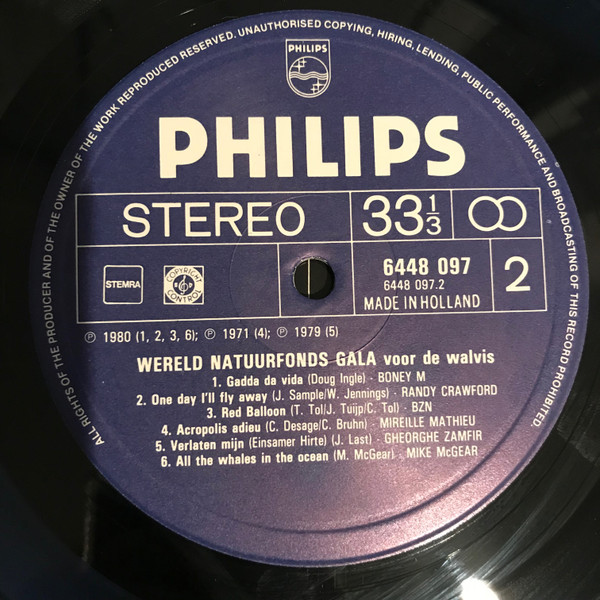 ALL RIGHTS OF THE PRODUCER AND OF THE OWNER OF THE WORK REPRODUCED RESERVED. UNAUTHORISED COPYING, HIRING, LENDING, PUBLIC PERFORMANCE AND BROADCASTING OF THIS RECORD PROHIBITED.
PHILIPS
PHILIPS
STEREO 33 1/3
STEMRA COPYRIGHT CONTROL 6448 097 2
6448 097.2
MADE IN HOLLAND
Ⓟ 1980 (1, 2, 3, 6); Ⓟ 1971 (4); Ⓟ 1979 (5)
WERELD NATUURFONDS GALA voor de walvis
1. Gadda da vida (Doug Ingle) - BONEY M
2. One day I'll fly away (J. Sample/W. Jennings) - RANDY CRAWFORD
3. Red Balloon (T. Tol/J. Tuijp/C. Tol) - BZN
4. Acropolis adieu (C. Desage/C. Bruhn) - MIREILLE MATHIEU
5. Verlaten mijn (Einsamer Hirte) (J. Last) - GHEORGHE ZAMFIR
6. All the whales in the ocean (M. McGear) - MIKE McGEAR